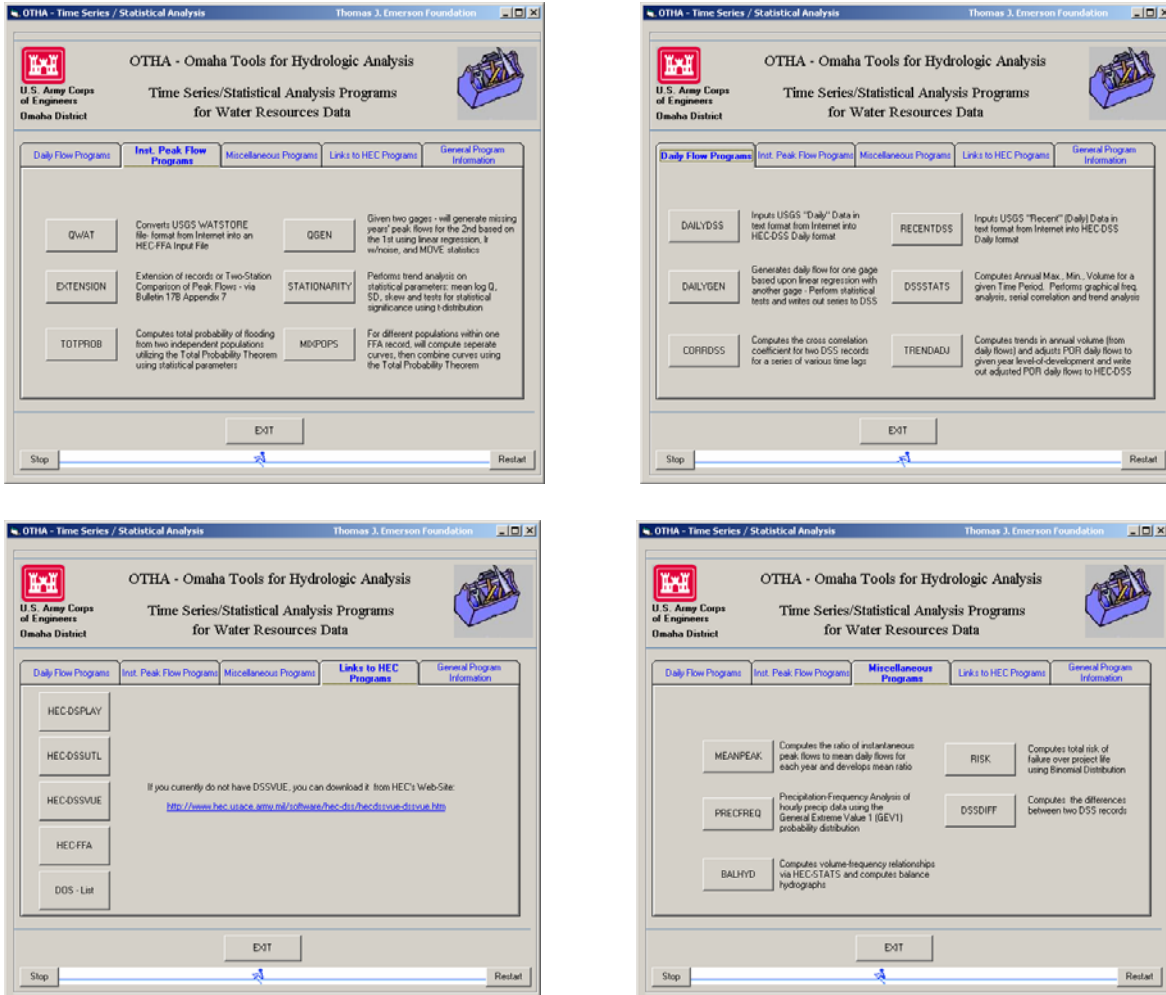 OTHA - Time Series / Statistical Analysis Thomas J. Emerson Foundation
U.S. Army Corps
of Engineers
Omaha District
OTHA - Omaha Tools for Hydrologic Analysis
Time Series/Statistical Analysis Programs
for Water Resources Data
Daily Flow Programs
Inst. Peak Flow
Programs
Miscellaneous Programs
Links to HEC Programs
General Program
Information
QWAT
Converts USGS WATSTORE
file- format from Internet into an
HEC-FFA Input File
QGEN
Given two gages - will generate missing
years' peak flows for the 2nd based on
the 1st using linear regression, lr
w/noise, and MOVE statistics
EXTENSION
Extension of records or Two-Station
Comparison of Peak Flows - via
Bulletin 17B Appendix 7
STATIONARITY
Performs trend analysis on
statistical parameters: mean log Q,
SD, skew and tests for statistical
significance using t-distribution
TOTPROB
Computes total probability of flooding
from two independent populations
utilizing the Total Probability Theorem
using statistical parameters
MIXPOPS
For different populations within one
FFA record, will compute seperate
curves, then combine curves using
the Total Probability Theorem
EXIT
Stop
Restart
OTHA - Time Series / Statistical Analysis Thomas J. Emerson Foundation
U.S. Army Corps
of Engineers
Omaha District
OTHA - Omaha Tools for Hydrologic Analysis
Time Series/Statistical Analysis Programs
for Water Resources Data
Daily Flow Programs
Inst. Peak Flow Programs
Miscellaneous Programs
Links to HEC Programs
General Program
Information
DAILYDSS
Inputs USGS "Daily" Data in
text format from Internet into
HEC-DSS Daily format
RECENTDSS
Inputs USGS "Recent" (Daily) Data in
text format from Internet into HEC-DSS
Daily format
DAILYGEN
Generates daily flow for one gage
based upon linear regression with
another gage - Perform statistical
tests and writes out series to DSS
DSSSTATS
Computes Annual Max., Min., Volume for a
given Time Period. Performs graphical freq.
analysis, serial correlation and trend analysis
CORRDSS
Computes the cross correlation
coefficient for two DSS records
for a series of various time lags
TRENDADJ
Computes trends in annual volume (from
daily flows) and adjusts POR daily flows to
given year level-of-development and write
out adjusted POR daily flows to HEC-DSS
EXIT
Stop
Restart
OTHA - Time Series / Statistical Analysis Thomas J. Emerson Foundation
U.S. Army Corps
of Engineers
Omaha District
OTHA - Omaha Tools for Hydrologic Analysis
Time Series/Statistical Analysis Programs
for Water Resources Data
Daily Flow Programs
Inst. Peak Flow Programs
Miscellaneous Programs
Links to HEC
Programs
General Program
Information
HEC-DSPLAY
HEC-DSSUTL
HEC-DSSVUE
HEC-FFA
DOS - List
If you currently do not have DSSVUE, you can download it from HEC's Web-Site:
http://www.hec.usace.army.mil/software/hec-dss/hecdssvue-dssvue.htm
EXIT
Stop
Restart
OTHA - Time Series / Statistical Analysis Thomas J. Emerson Foundation
U.S. Army Corps
of Engineers
Omaha District
OTHA - Omaha Tools for Hydrologic Analysis
Time Series/Statistical Analysis Programs
for Water Resources Data
Daily Flow Programs
Inst. Peak Flow Programs
Miscellaneous
Programs
Links to HEC Programs
General Program
Information
MEANPEAK
Computes the ratio of instantaneous
peak flows to mean daily flows for
each year and develops mean ratio
RISK
Computes total risk of
failure over project life
using Binomial Distribution
PRECFREQ
Precipitation-Frequency Analysis of
hourly precip data using the
General Extreme Value 1 (GEV1)
probability distribution
DSSDIFF
Computes the differences
between two DSS records
BALHYD
Computes volume-frequency relationships
via HEC-STATS and computes balance
hydrographs
EXIT
Stop
Restart